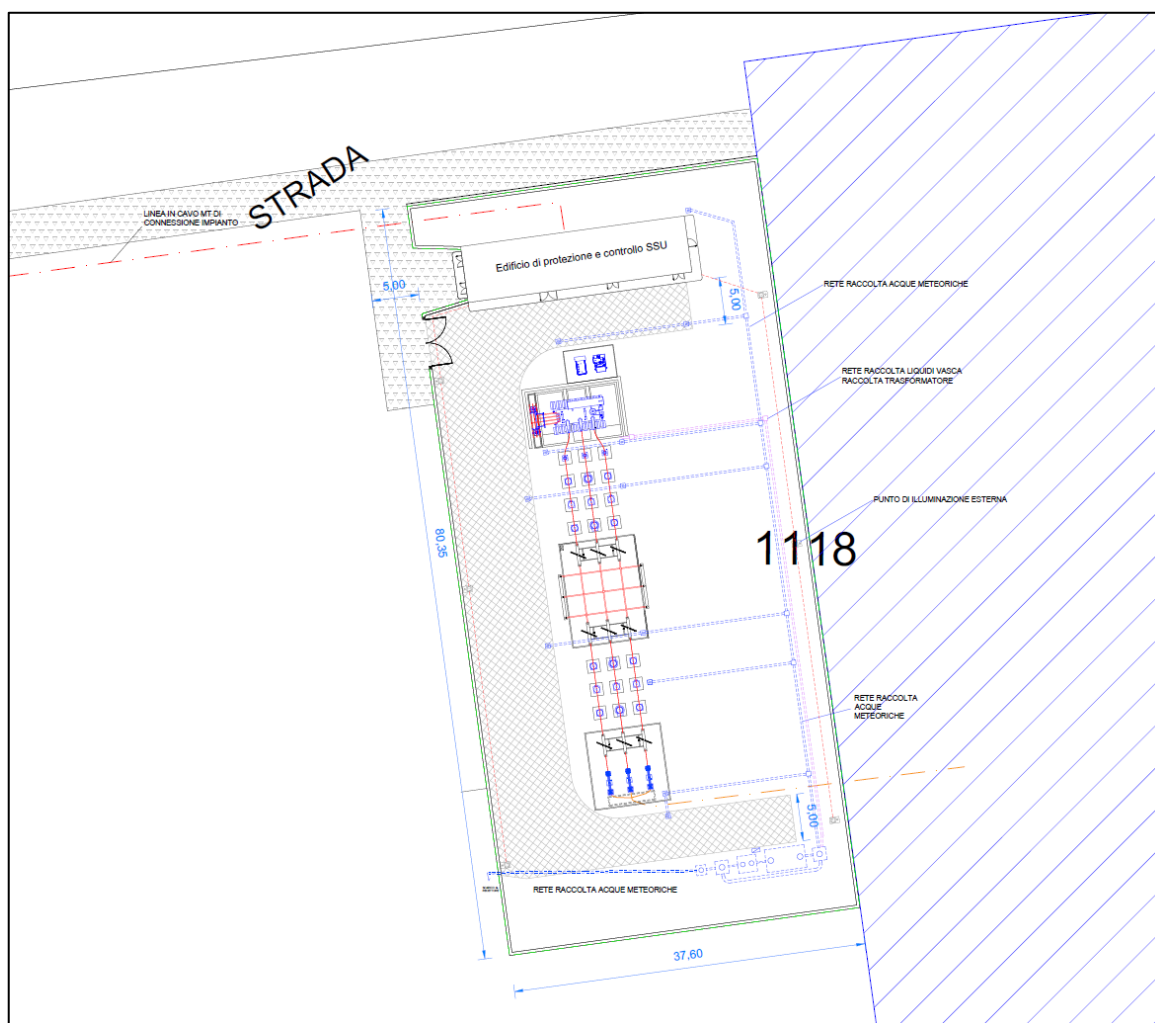 STRADA
LINEA IN CAVO MT DI
CONNESSIONE IMPIANTO
Edificio di protezione e controllo SSU
5,00
5,00
RETE RACCOLTA ACQUE METEORICHE
RETE RACCOLTA LIQUIDI VASCA
RACCOLTA TRASFORMATORE
PUNTO DI ILLUMINAZIONE ESTERNA
80,35
1118
RETE RACCOLTA
ACQUE
METEORICHE
5,00
RETE RACCOLTA ACQUE METEORICHE
37,60